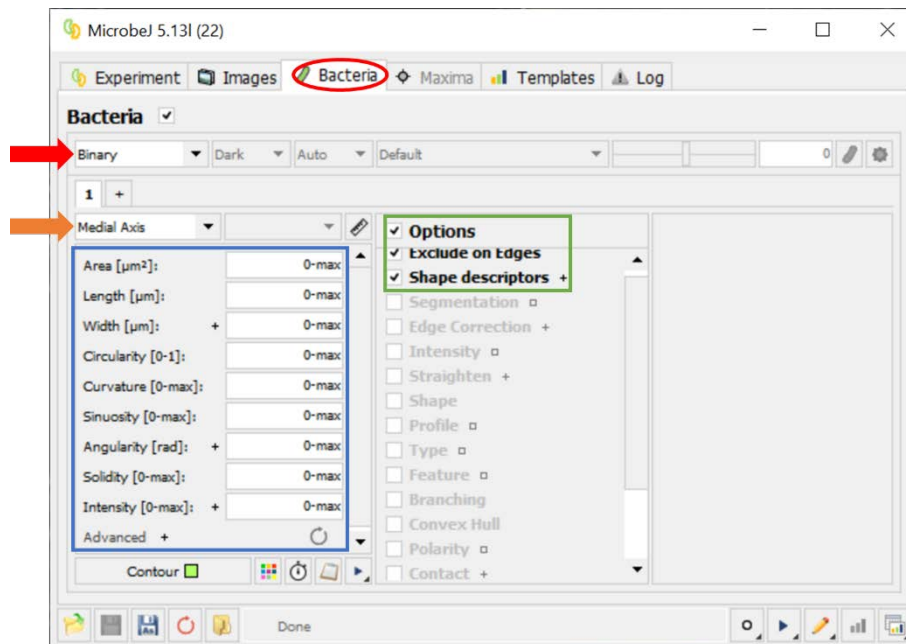 MicrobeJ 5.13l (22)
Experiment Images Bacteria Maxima Templates Log
Bacteria
Binary Dark Auto Default 0
1 +
Medial Axis
Options
Exclude on Edges
Shape descriptors +
Segmentation
Edge Correction +
Intensity
Straighten +
Shape
Profile
Type
Feature
Branching
Convex Hull
Polarity
Contact +
Area [µm²]: 0-max
Length [µm]: 0-max
Width [µm]: + 0-max
Circularity [0-1]: 0-max
Curvature [0-max]: 0-max
Sinuosity [0-max]: 0-max
Angularity [rad]: + 0-max
Solidity [0-max]: 0-max
Intensity [0-max]: + 0-max
Advanced +
Contour
Done